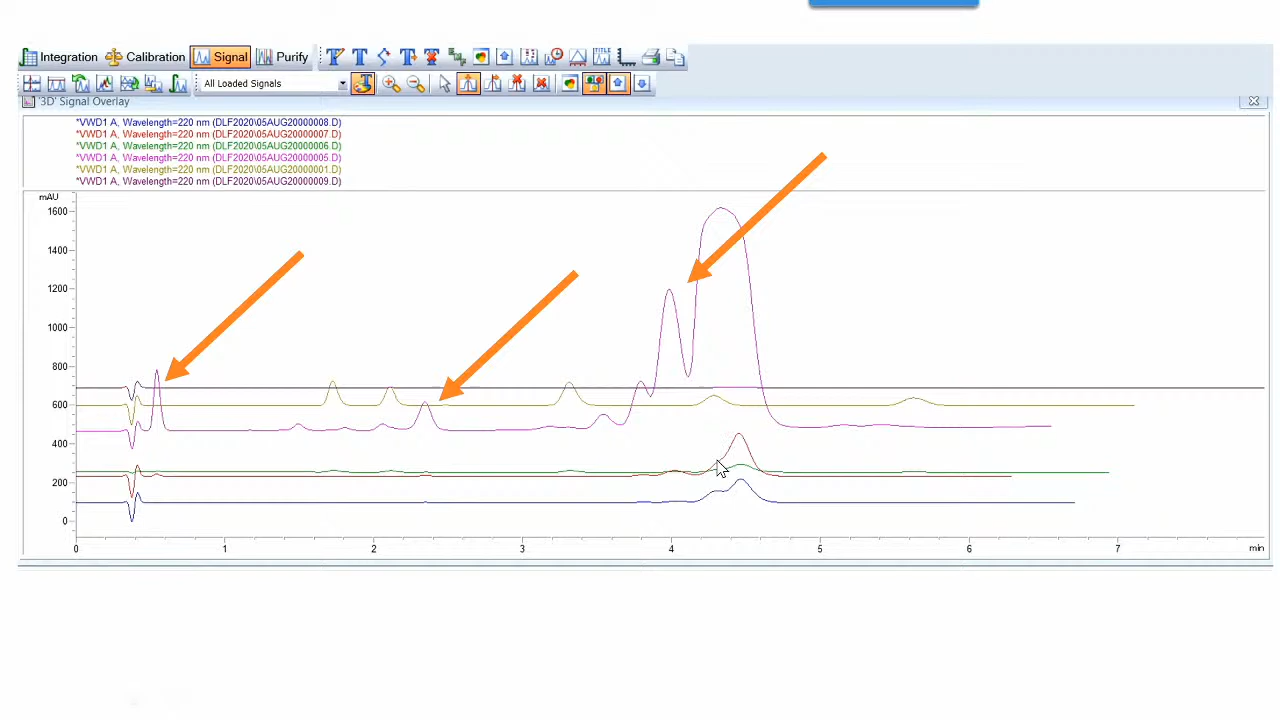 Integration Calibration Signal Purify
All Loaded Signals
'3D' Signal Overlay
*VWD1 A, Wavelength=220 nm (DLF2020\05AUG20000008.D)
*VWD1 A, Wavelength=220 nm (DLF2020\05AUG20000007.D)
*VWD1 A, Wavelength=220 nm (DLF2020\05AUG20000006.D)
*VWD1 A, Wavelength=220 nm (DLF2020\05AUG20000005.D)
*VWD1 A, Wavelength=220 nm (DLF2020\05AUG20000001.D)
*VWD1 A, Wavelength=220 nm (DLF2020\05AUG20000009.D)
mAU
1600
1400
1200
1000
800
600
400
200
0
0 1 2 3 4 5 6 7 min